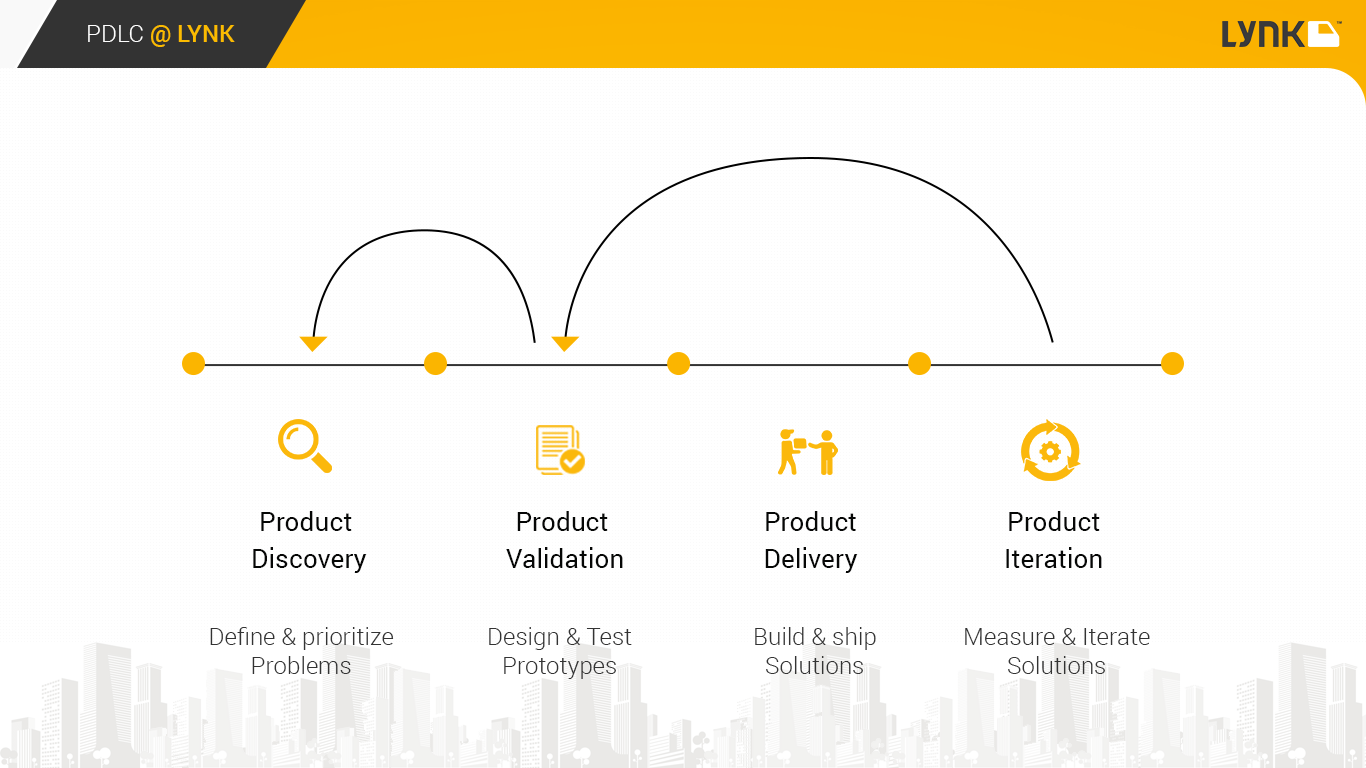 PDLC @ LYNK
LYNK™
Product
Discovery
Product
Validation
Product
Delivery
Product
Iteration
Define & prioritize
Problems
Design & Test
Prototypes
Build & ship
Solutions
Measure & Iterate
Solutions